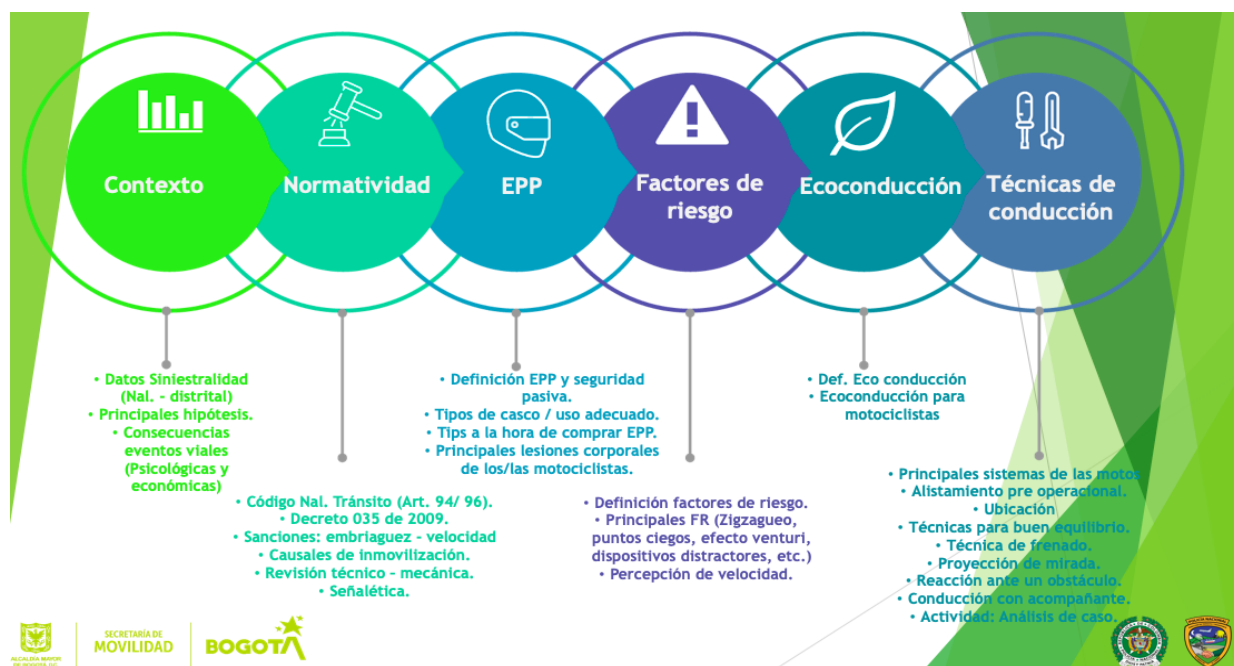 Contexto
Normatividad
EPP
Factores de
riesgo
Ecoconducción
Técnicas de
conducción
• Datos Siniestralidad
(Nal. - distrital)
• Principales hipótesis.
• Consecuencias
eventos viales
(Psicológicas y
económicas)
• Código Nal. Tránsito (Art. 94/ 96).
• Decreto 035 de 2009.
• Sanciones: embriaguez - velocidad
• Causales de inmovilización.
• Revisión técnico - mecánica.
• Señalética.
• Definición EPP y seguridad
pasiva.
• Tipos de casco / uso adecuado.
• Tips a la hora de comprar EPP.
• Principales lesiones corporales
de los/las motociclistas.
• Definición factores de riesgo.
• Principales FR (Zigzagueo,
puntos ciegos, efecto venturi,
dispositivos distractores, etc.)
• Percepción de velocidad.
• Def. Eco conducción
• Ecoconducción para
motociclistas
• Principales sistemas de las motos
• Alistamiento pre operacional.
• Ubicación
• Técnicas para buen equilibrio.
• Técnica de frenado.
• Proyección de mirada.
• Reacción ante un obstáculo.
• Conducción con acompañante.
• Actividad: Análisis de caso.
ALCALDÍA MAYOR
DE BOGOTÁ D.C.
SECRETARÍA DE
MOVILIDAD
BOGOTÁ